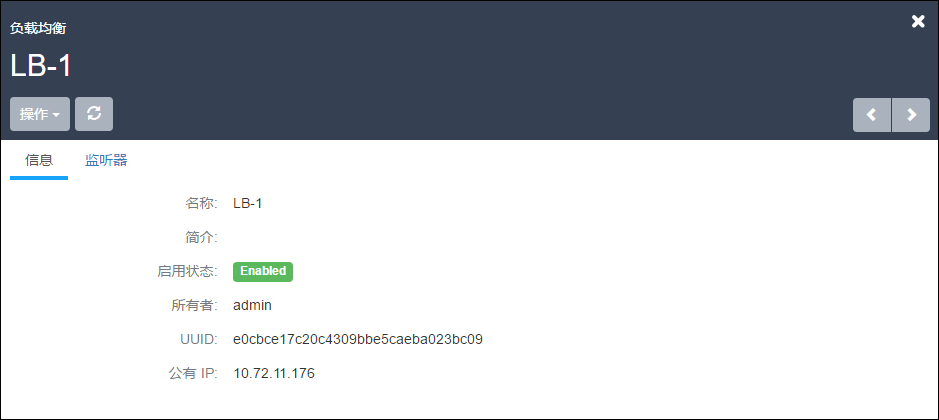 负载均衡
LB-1
操作
信息 监听器
名称: LB-1
简介:
启用状态: Enabled
所有者: admin
UUID: e0cbce17c20c4309bbe5caeba023bc09
公有 IP: 10.72.11.176